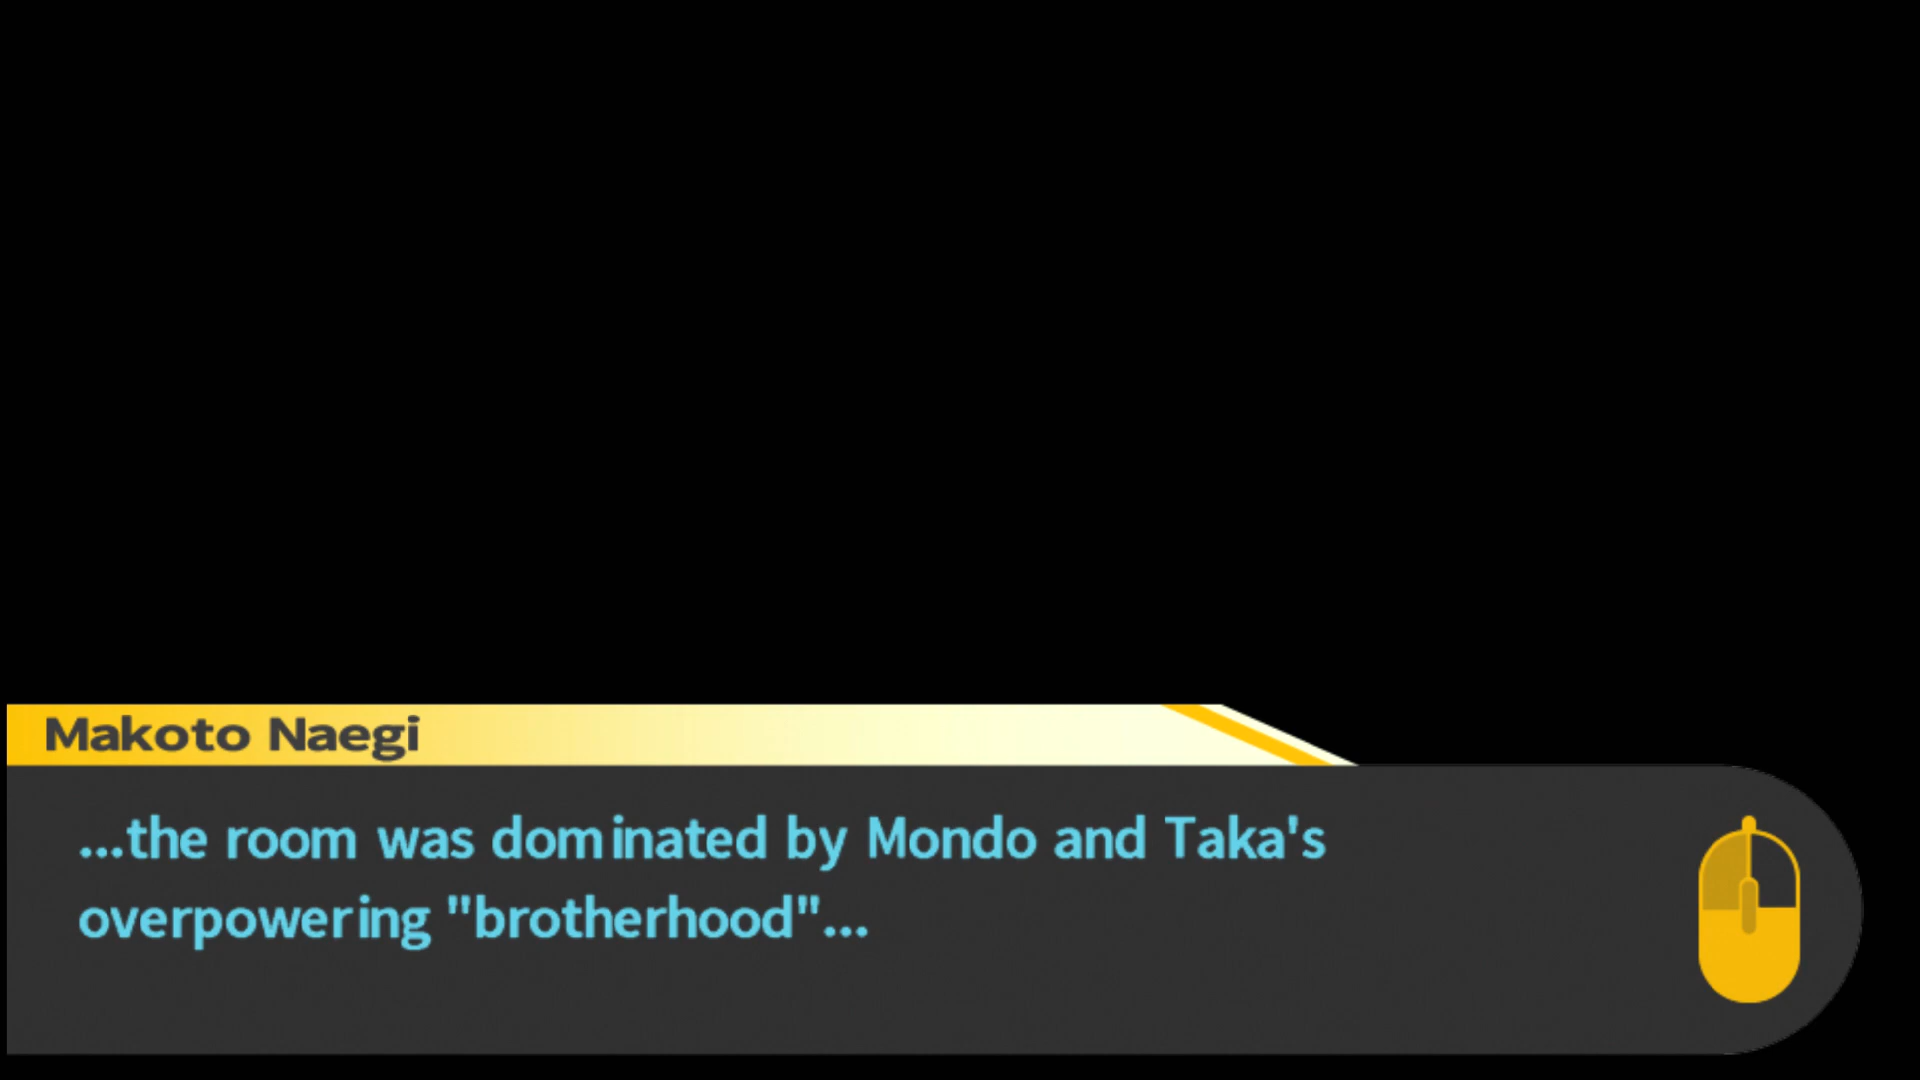 Makoto Naegi
...the room was dominated by Mondo and Taka's
overpowering "brotherhood"...